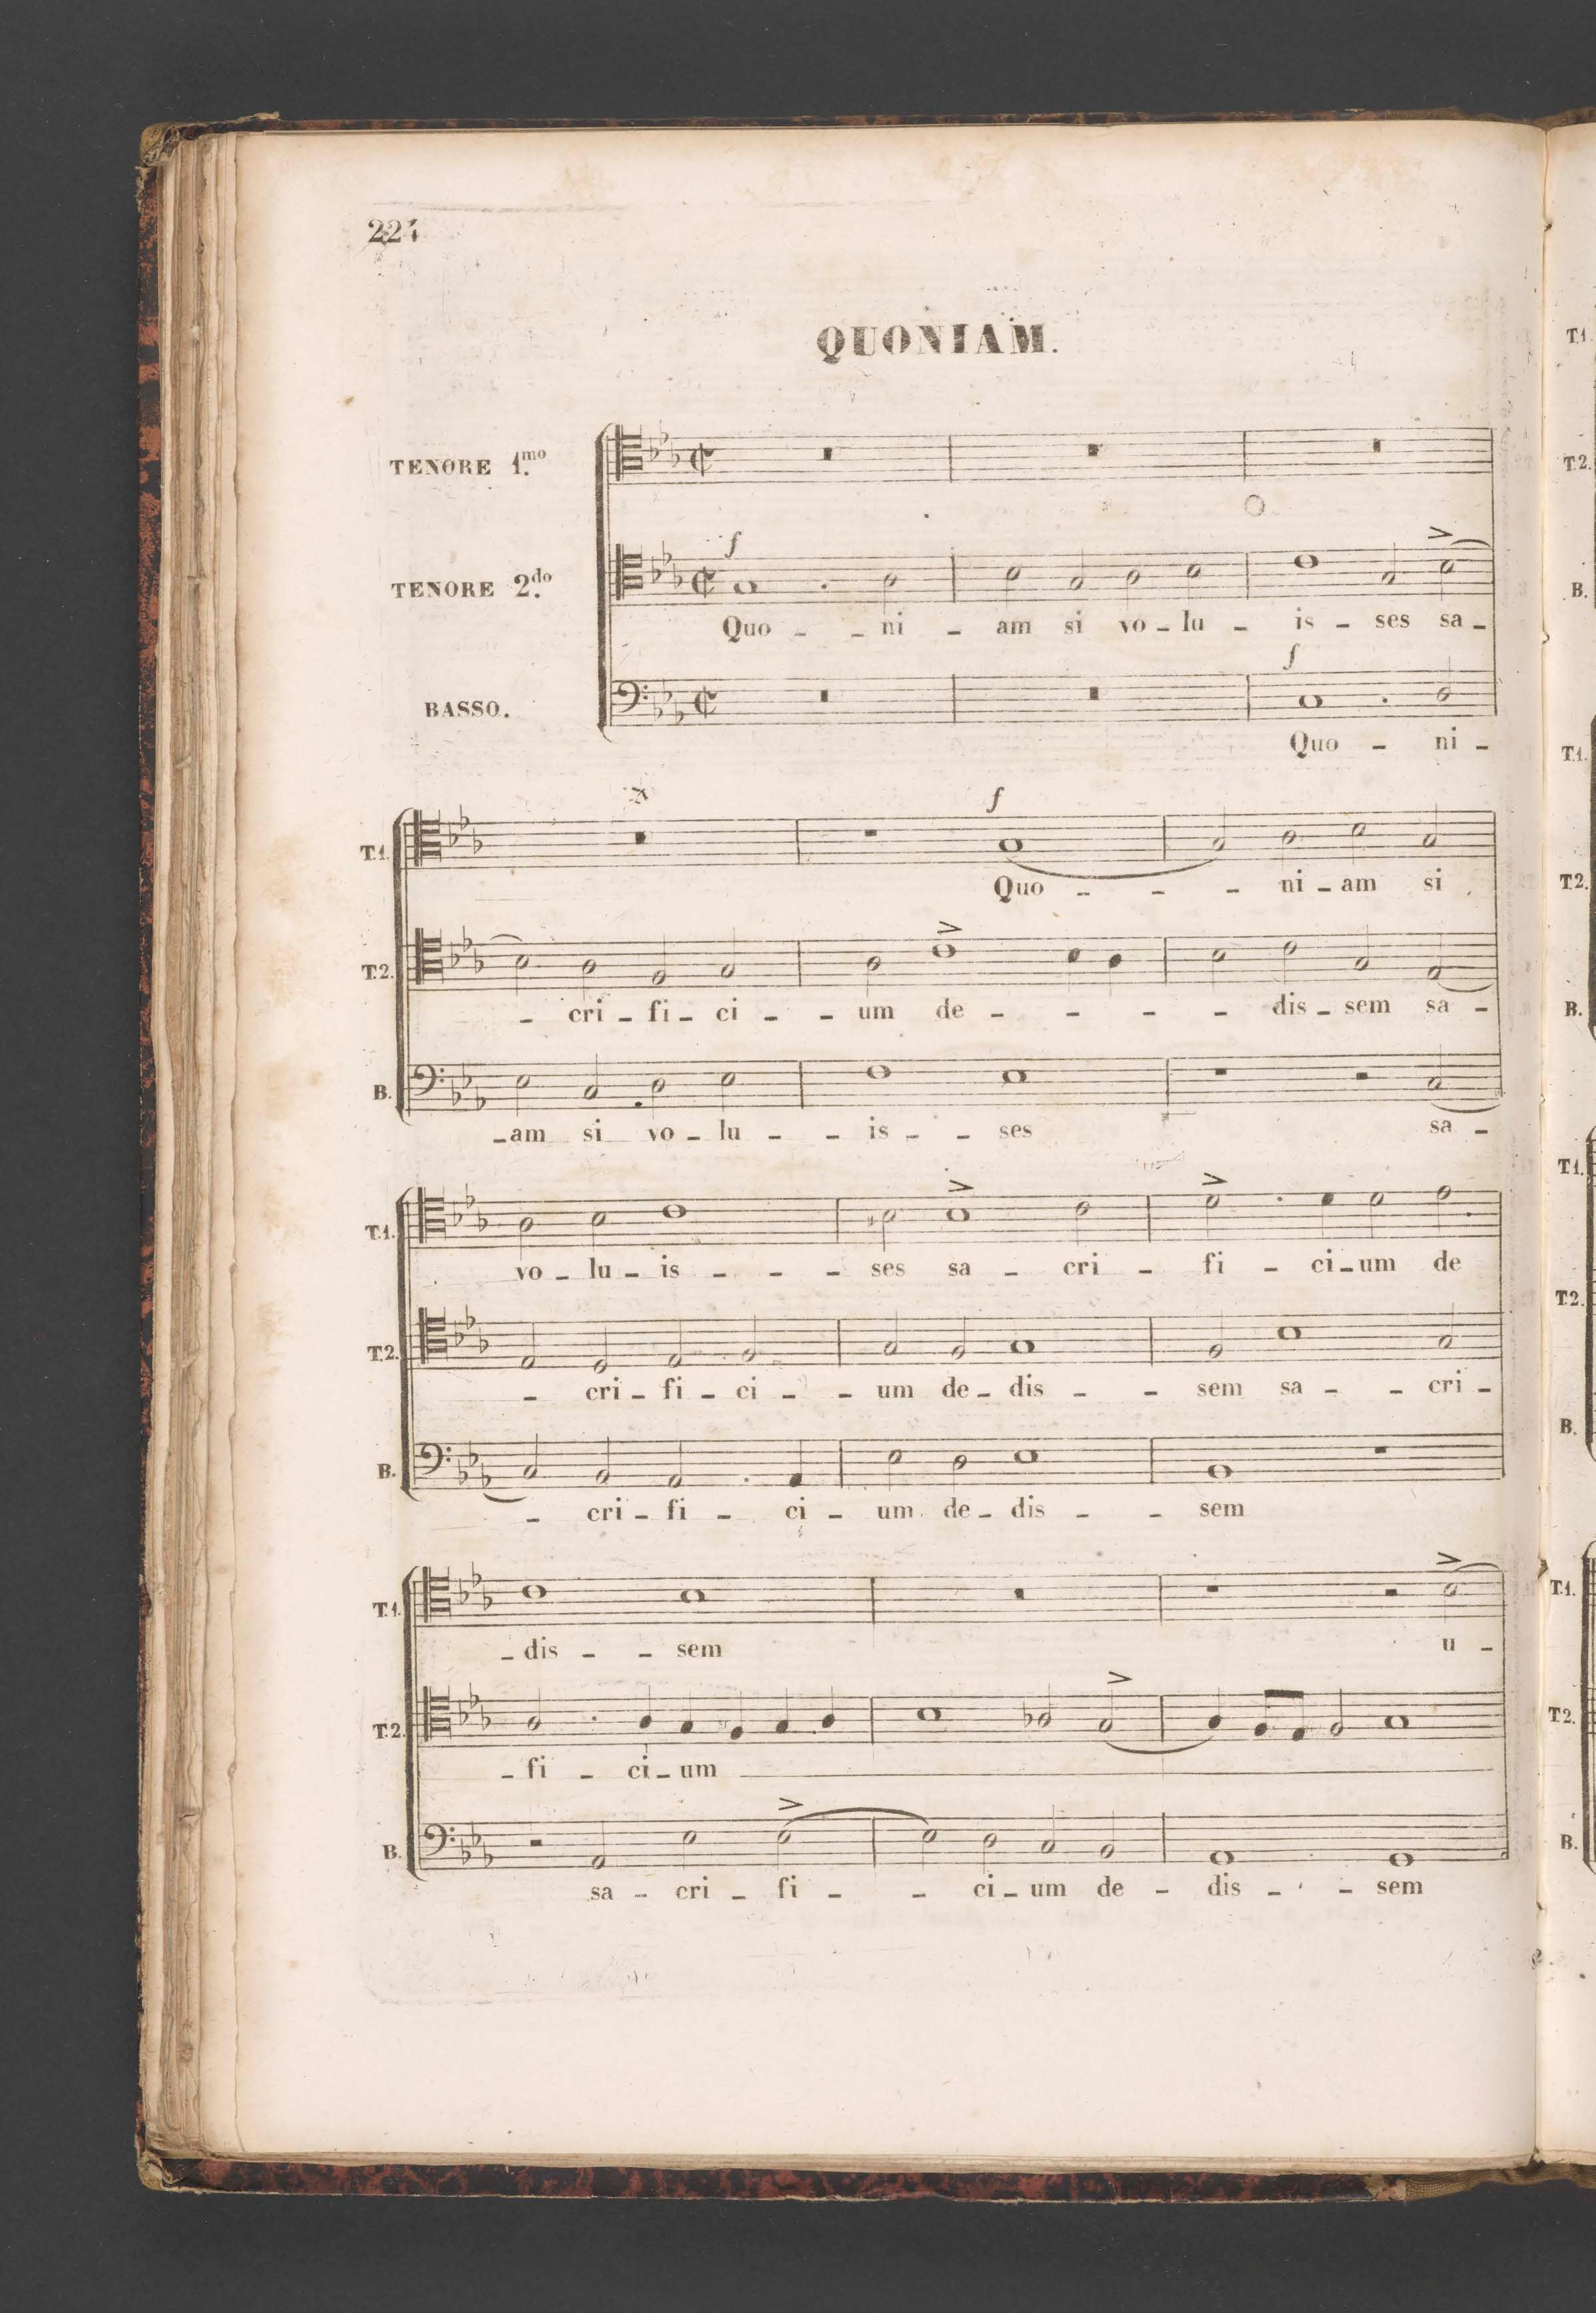 224
QUONIAM.
TENORE 1.mo
f
TENORE 2.do
Quo - - ni - am si vo - lu - is - ses sa -
f
BASSO.
Quo - ni -
f
T.1.
Quo - - - ni - am si
T.2.
- cri - fi - ci - - um de - - - - dis - sem sa -
B.
- am si vo - lu - - is - - ses sa -
T.1.
vo - lu - is - - - ses sa - cri - fi - ci - um de
T.2.
- cri - fi - ci - - um de - dis - - sem sa - - cri -
B.
- cri - fi - ci - um de - dis - - sem
T.1.
- dis - - sem u -
T.2.
- fi - ci - um
B.
sa - cri - fi - - ci - um de - dis - - sem
T.1.
T.2.
B.
T.1.
T.2.
B.
T.1.
T.2.
B.
T.1.
T.2.
B.